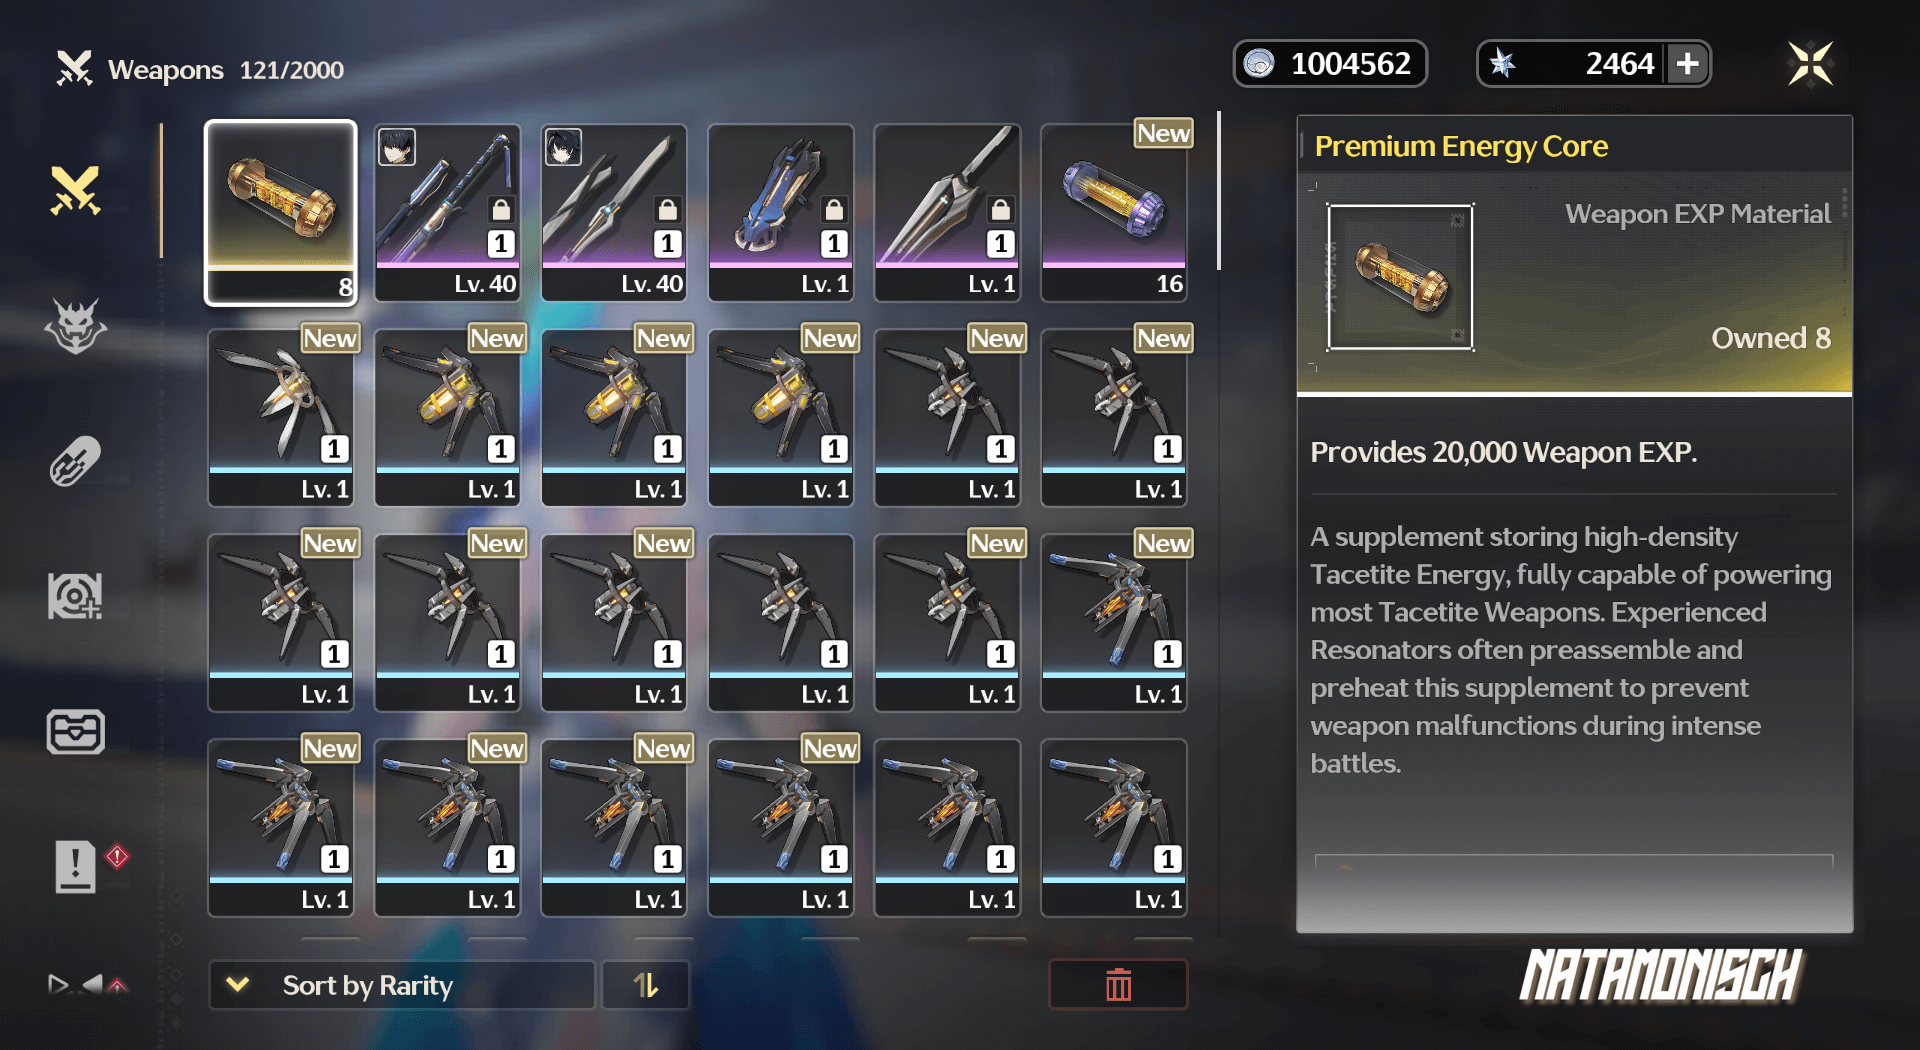 Weapons 121/2000
1004562
2464 +
New
8
1
Lv. 40
1
Lv. 40
1
Lv. 1
1
Lv. 1
16
New New New New New New
1 1 1 1 1 1
Lv. 1 Lv. 1 Lv. 1 Lv. 1 Lv. 1 Lv. 1
New New New New New
1 1 1 1 1 1
Lv. 1 Lv. 1 Lv. 1 Lv. 1 Lv. 1 Lv. 1
New New New New
1 1 1 1 1 1
Lv. 1 Lv. 1 Lv. 1 Lv. 1 Lv. 1 Lv. 1
Sort by Rarity
Premium Energy Core
Weapon EXP Material
Owned 8
Provides 20,000 Weapon EXP.
A supplement storing high-density
Tacetite Energy, fully capable of powering
most Tacetite Weapons. Experienced
Resonators often preassemble and
preheat this supplement to prevent
weapon malfunctions during intense
battles.
NATAMONISCH